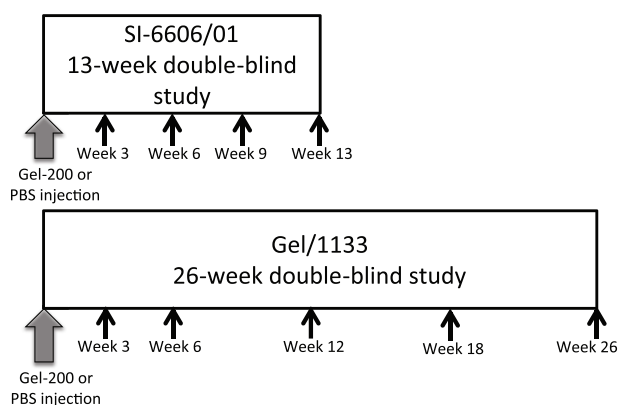 SI-6606/01
13-week double-blind
study
Week 3
Week 6
Week 9
Week 13
Gel-200 or
PBS injection
Gel/1133
26-week double-blind study
Week 3
Week 6
Week 12
Week 18
Week 26
Gel-200 or
PBS injection